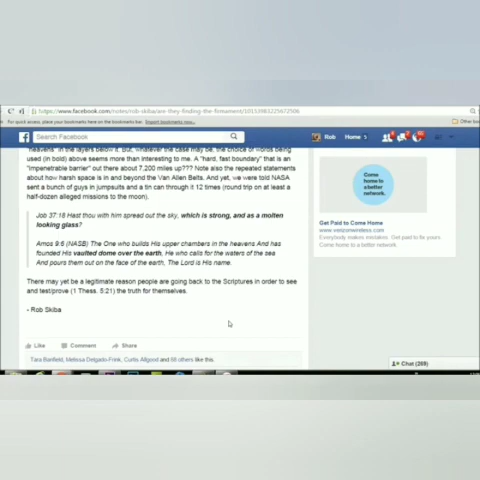 https://www.facebook.com/notes/rob-skiba/are-they-finding-the-firmament/10153983225672506
For quick access, place your bookmarks here on the bookmarks bar. Import bookmarks now...
Other boo
Search Facebook
Rob
Home 5
"heavens" in the layers below it. But, whatever the case may be, the choice of words being
used (in bold) above seems more than interesting to me. A "hard, fast boundary" that is an
"impenetrable barrier" out there about 7,200 miles up??? Note also the repeated statements
about how harsh space is in and beyond the Van Allen Belts. And yet, we were told NASA
sent a bunch of guys in jumpsuits and a tin can through it 12 times (round trip on at least a
half-dozen alleged missions to the moon).
Job 37:18 Hast thou with him spread out the sky, which is strong, and as a molten
looking glass?
Amos 9:6 (NASB) The One who builds His upper chambers in the heavens And has
founded His vaulted dome over the earth, He who calls for the waters of the sea
And pours them out on the face of the earth, The Lord is His name.
There may yet be a legitimate reason people are going back to the Scriptures in order to see
and test/prove (1 Thess. 5:21) the truth for themselves.
- Rob Skiba
Like Comment Share
Tara Banfield, Melissa Delgado-Frink, Curtis Allgood and others like this.
Come
home to
a better
network.
Get Paid to Come Home
www.verizonwireless.com
Everybody makes mistakes. Get paid to fix yours.
Come home to a better network.
Chat (269)